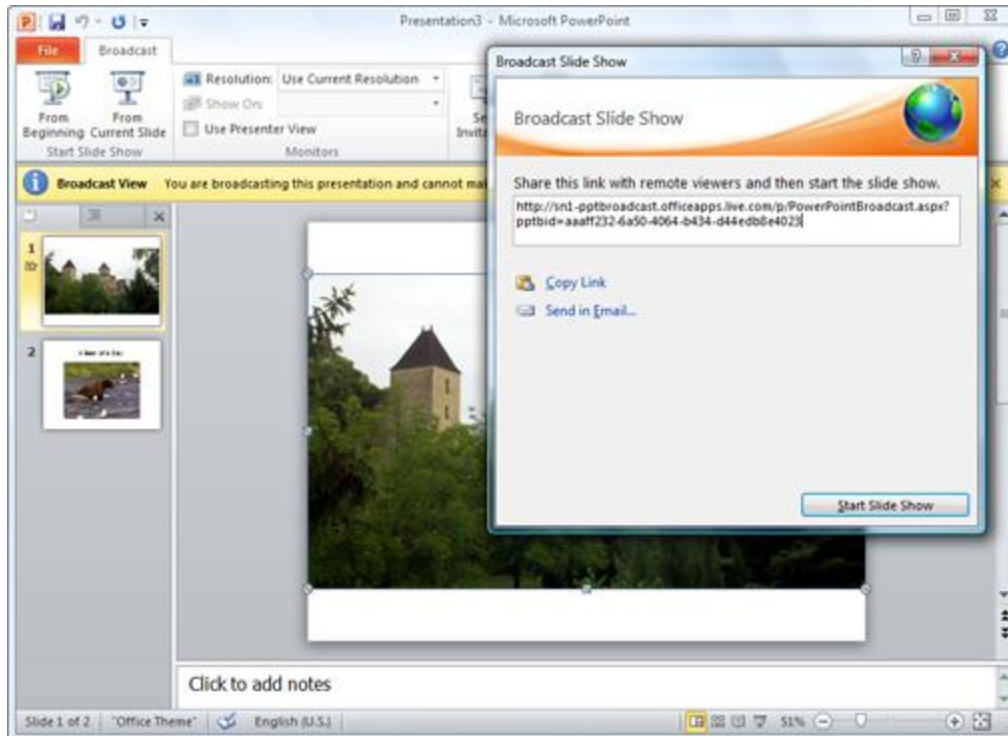 Presentation3 - Microsoft PowerPoint
File
Broadcast
From Beginning
From Current Slide
Start Slide Show
Resolution:
Use Current Resolution
Show On:
Use Presenter View
Monitors
Broadcast View
You are broadcasting this presentation and cannot
1
2
Broadcast Slide Show
Broadcast Slide Show
Share this link with remote viewers and then start the slide show.
http://sn1-pptbroadcast.officeapps.live.com/p/PowerPointBroadcast.aspx?
pptbid=aaaff232-6a50-4064-b434-d44edb8e4023
Copy Link
Send in Email...
Start Slide Show
Click to add notes
Slide 1 of 2
"Office Theme"
English (U.S.)
51%